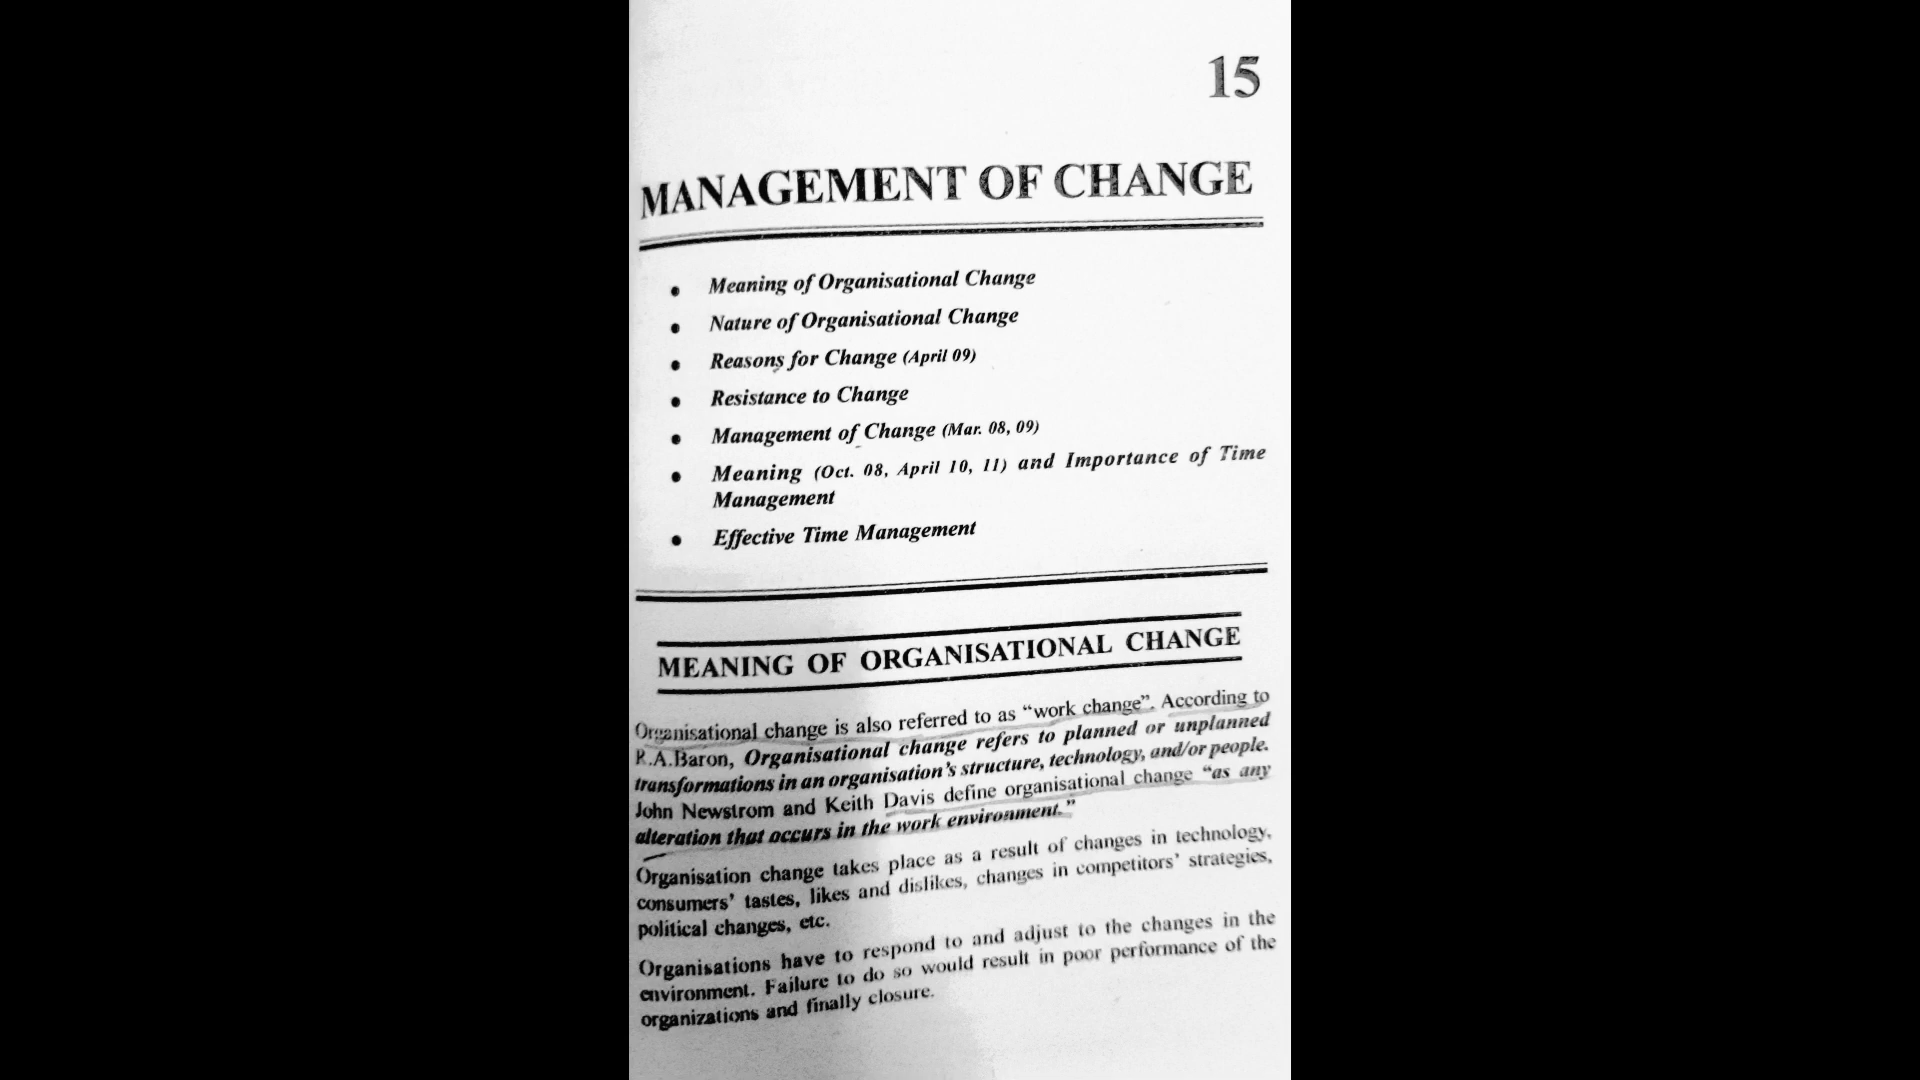 15
MANAGEMENT OF CHANGE
• Meaning of Organisational Change
• Nature of Organisational Change
• Reasons for Change (April 09)
• Resistance to Change
• Management of Change (Mar. 08, 09)
• Meaning (Oct. 08, April 10, 11) and Importance of Time
Management
• Effective Time Management
MEANING OF ORGANISATIONAL CHANGE
Organisational change is also referred to as “work change”. According to
R.A.Baron, Organisational change refers to planned or unplanned
transformations in an organisation’s structure, technology, and/or people.
John Newstrom and Keith Davis define organisational change “as any
alteration that occurs in the work environment.”
Organisation change takes place as a result of changes in technology,
consumers’ tastes, likes and dislikes, changes in competitors’ strategies,
political changes, etc.
Organisations have to respond to and adjust to the changes in the
environment. Failure to do so would result in poor performance of the
organizations and finally closure.